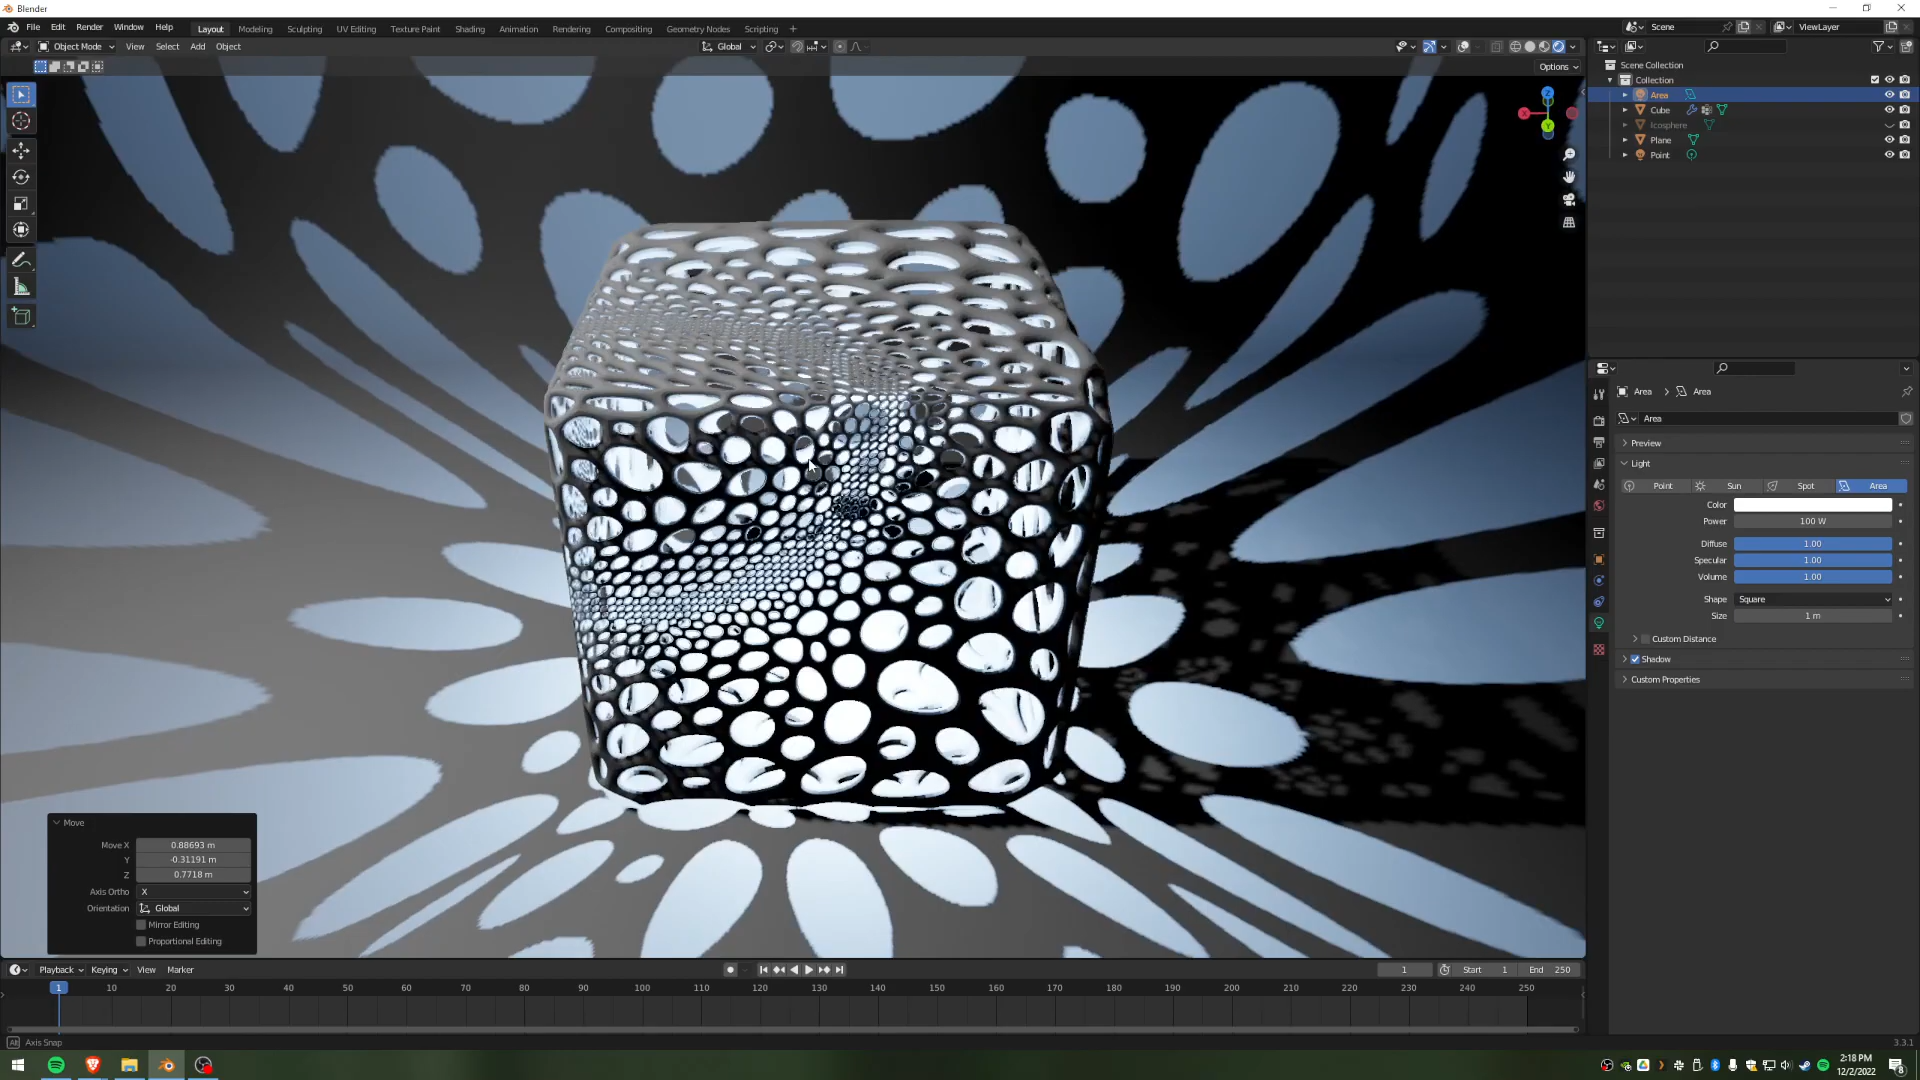 Blender
File Edit Render Window Help
Layout Modeling Sculpting UV Editing Texture Paint Shading Animation Rendering Compositing Geometry Nodes Scripting +
Scene
ViewLayer
Object Mode View Select Add Object
Global
Options
Scene Collection
Collection
Area
Cube
Icosphere
Plane
Point
Z
X
Y
Area Area
Area
Preview
Light
Point Sun Spot Area
Color
Power 100 W
Diffuse 1.00
Specular 1.00
Volume 1.00
Shape Square
Size 1 m
Custom Distance
Shadow
Custom Properties
Move
Move X 0.88693 m
Y -0.31191 m
Z 0.7718 m
Axis Ortho X
Orientation Global
Mirror Editing
Proportional Editing
Playback Keying View Marker
1 Start 1 End 250
1 10 20 30 40 50 60 70 80 90 100 110 120 130 140 150 160 170 180 190 200 210 220 230 240 250
Alt Axis Snap
3.3.1
2:18 PM
12/2/2022
8